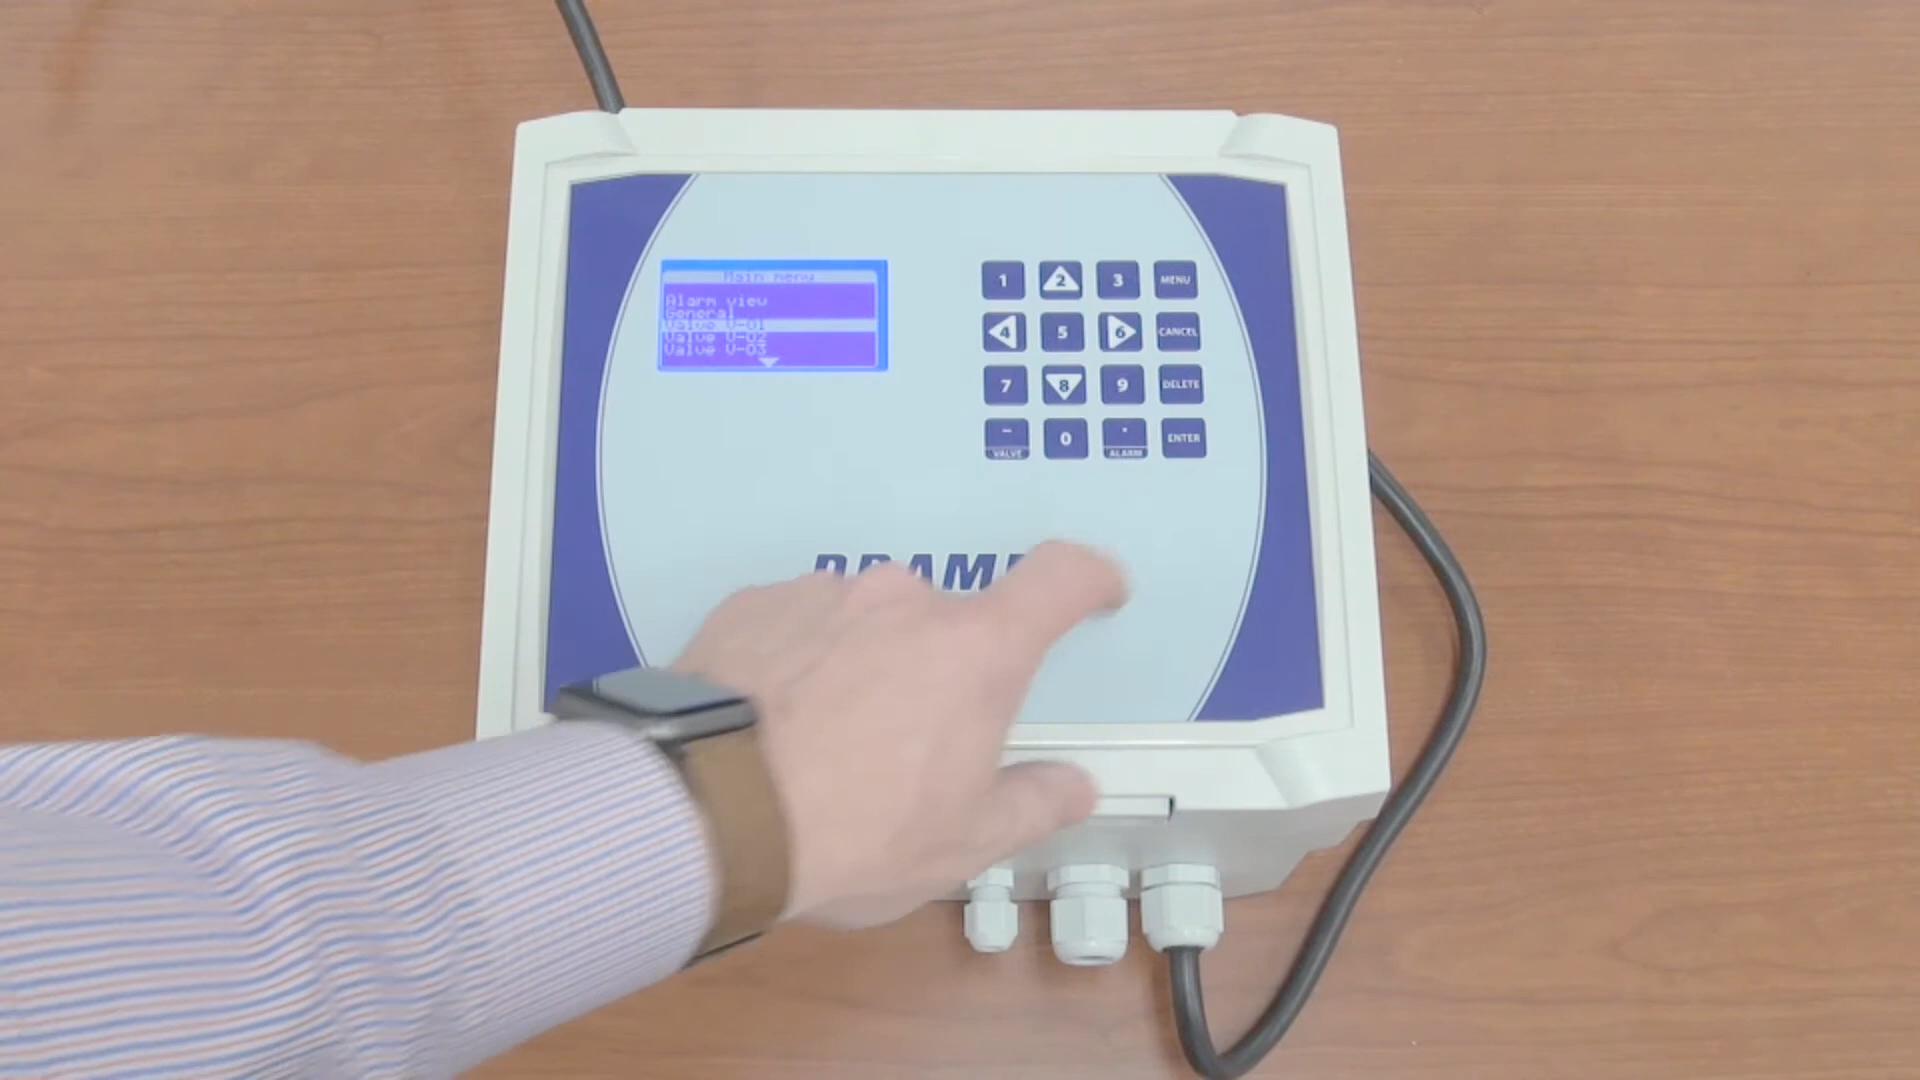 Main menu
Alarm view
General
Valve V-01
Valve V-02
Valve V-03
1 2 3 MENU
4 5 6 CANCEL
7 8 9 DELETE
- 0 . ENTER
VALVE ALARM